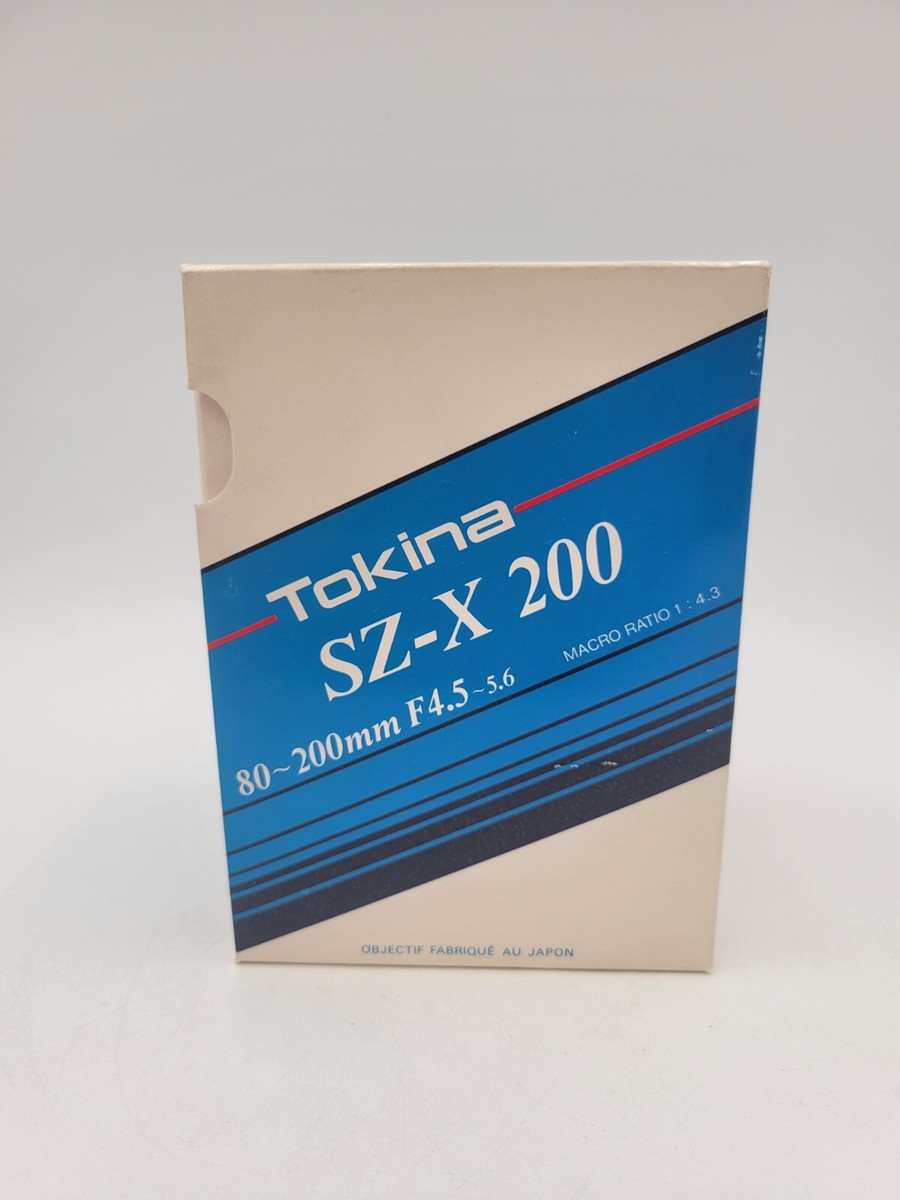 Tokina
SZ-X 200
80~200mm F4.5~5.6
MACRO RATIO 1 : 4.3
OBJECTIF FABRIQUÉ AU JAPON